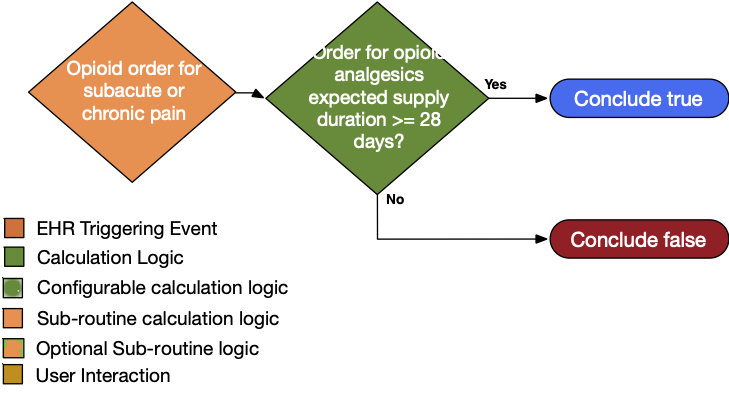 Opioid order for
subacute or
chronic pain
Order for opioid
analgesics
expected supply
duration >= 28
days?
Yes
Conclude true
No
Conclude false
EHR Triggering Event
Calculation Logic
Configurable calculation logic
Sub-routine calculation logic
Optional Sub-routine logic
User Interaction